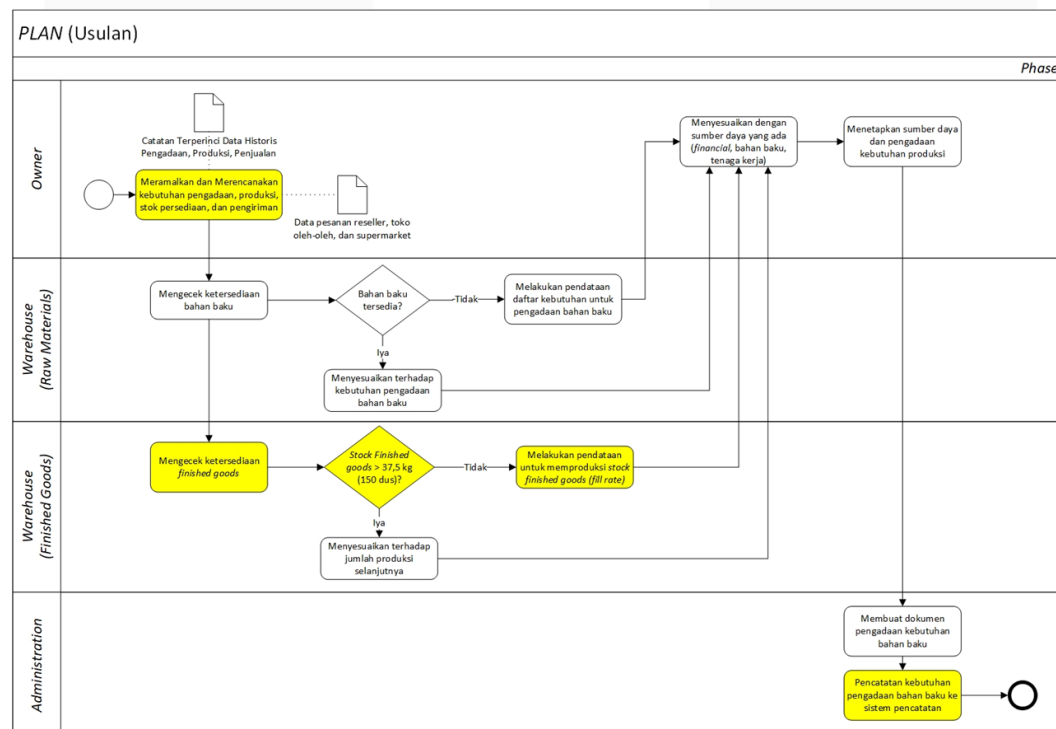 PLAN (Usulan)
Phase
Owner
Catatan Terperinci Data Historis
Pengadaan, Produksi, Penjualan
Meramalkan dan Merencanakan
kebutuhan pengadaan, produksi,
stok persediaan, dan pengiriman
Data pesanan reseller, toko
oleh-oleh, dan supermarket
Menyesuaikan dengan
sumber daya yang ada
(financial, bahan baku,
tenaga kerja)
Menetapkan sumber daya
dan pengadaan
kebutuhan produksi
Warehouse
(Raw Materials)
Mengecek ketersediaan
bahan baku
Bahan baku
tersedia?
Tidak
Melakukan pendataan
daftar kebutuhan untuk
pengadaan bahan baku
Iya
Menyesuaikan terhadap
kebutuhan pengadaan
bahan baku
Warehouse
(Finished Goods)
Mengecek ketersediaan
finished goods
Stock Finished
goods > 37,5 kg
(150 dus)?
Tidak
Melakukan pendataan
untuk memproduksi stock
finished goods (fill rate)
Iya
Menyesuaikan terhadap
jumlah produksi
selanjutnya
Administration
Membuat dokumen
pengadaan kebutuhan
bahan baku
Pencatatan kebutuhan
pengadaan bahan baku ke
sistem pencatatan